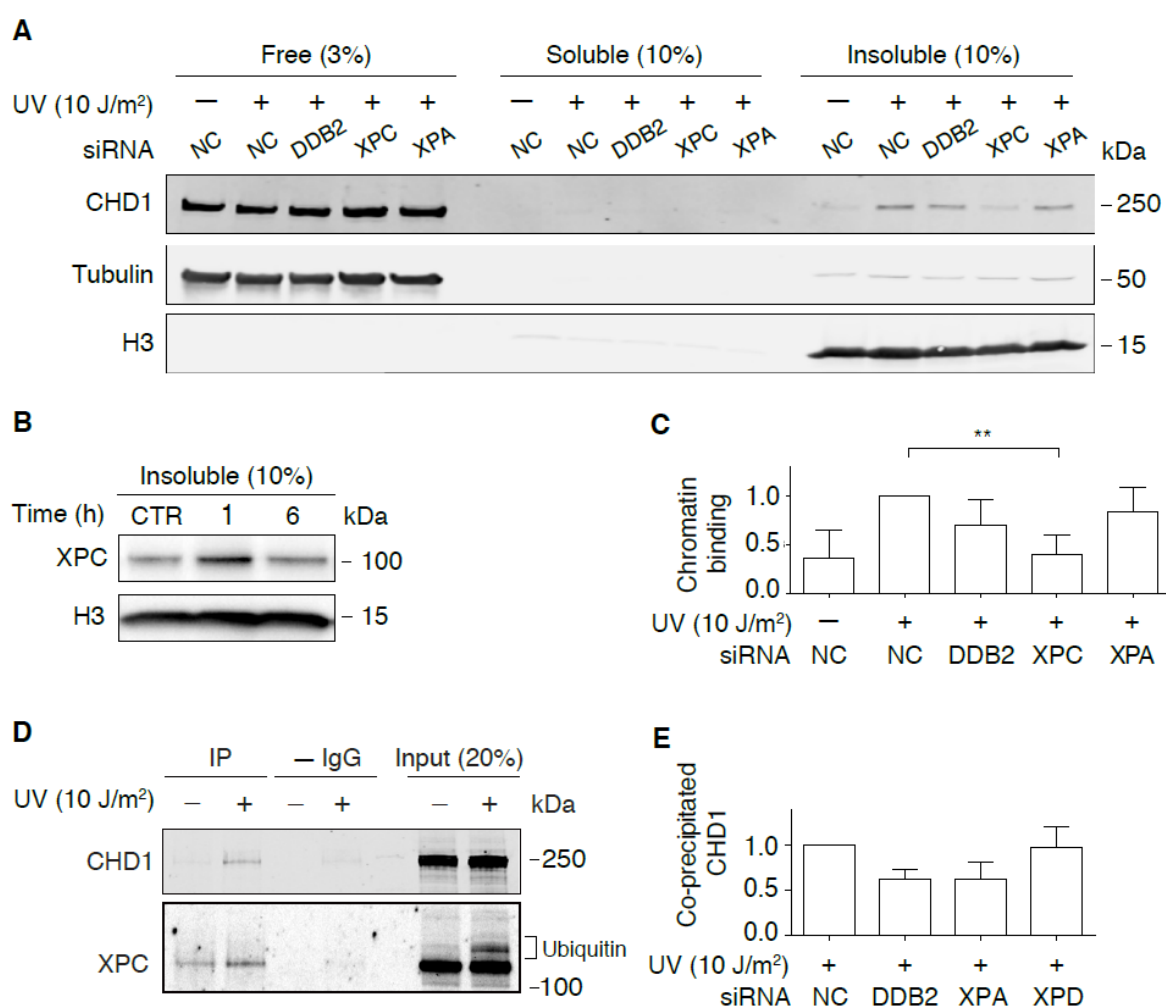 A
Free (3%) Soluble (10%) Insoluble (10%)
UV (10 J/m²) — + + + + — + + + + — + + + +
siRNA NC NC DDB2 XPC XPA NC NC DDB2 XPC XPA NC NC DDB2 XPC XPA kDa
CHD1 – 250
Tubulin – 50
H3 – 15
B
Insoluble (10%)
Time (h) CTR 1 6 kDa
XPC – 100
H3 – 15
C
**
Chromatin
binding
1.0
0.5
0.0
UV (10 J/m²) — + + + +
siRNA NC NC DDB2 XPC XPA
D
IP — IgG Input (20%)
UV (10 J/m²) – + – + – + kDa
CHD1 –250
XPC Ubiquitin
–100
E
Co-precipitated
CHD1
1.0
0.5
0.0
UV (10 J/m²) + + + +
siRNA NC DDB2 XPA XPD